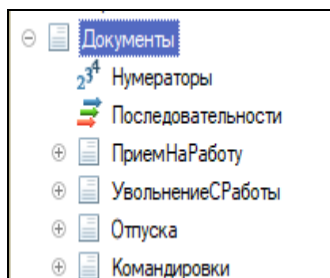 Документы
Нумераторы
Последовательности
ПриемНаРаботу
УвольнениеСРаботы
Отпуска
Командировки